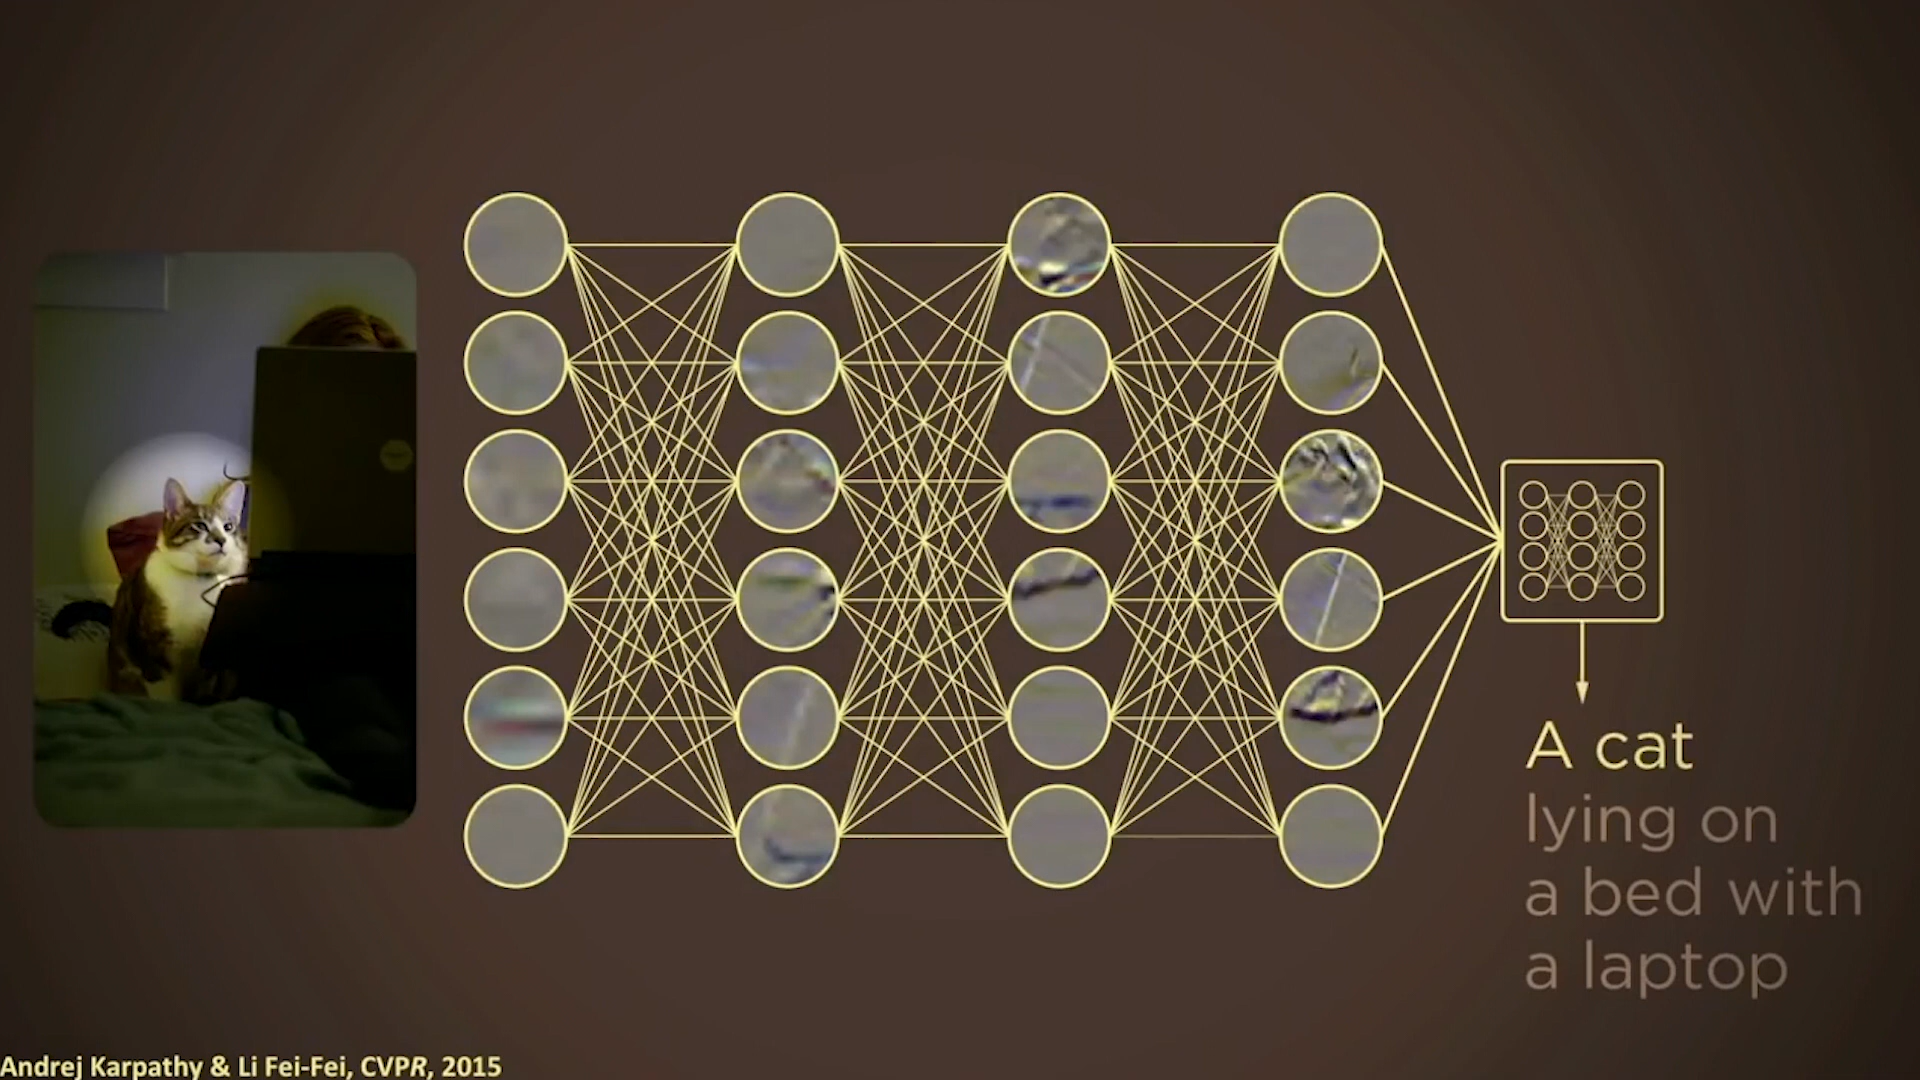 A cat
lying on
a bed with
a laptop
Andrej Karpathy & Li Fei-Fei, CVPR, 2015